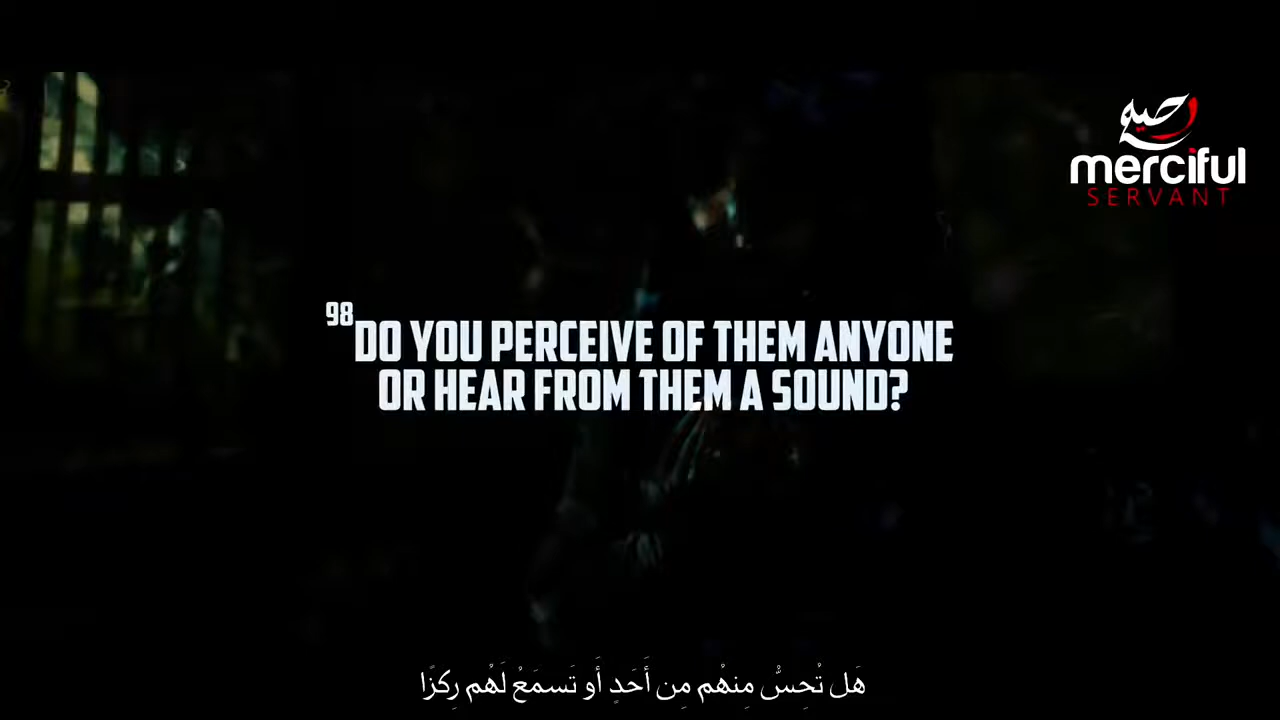 رحيم
merciful
SERVANT
98
DO YOU PERCEIVE OF THEM ANYONE
OR HEAR FROM THEM A SOUND?
هَل تُحِسُّ مِنهُم مِن أَحَدٍ أَو تَسمَعُ لَهُم رِكزًا